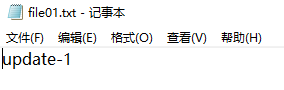 file01.txt - 记事本
文件(F) 编辑(E) 格式(O) 查看(V) 帮助(H)
update-1